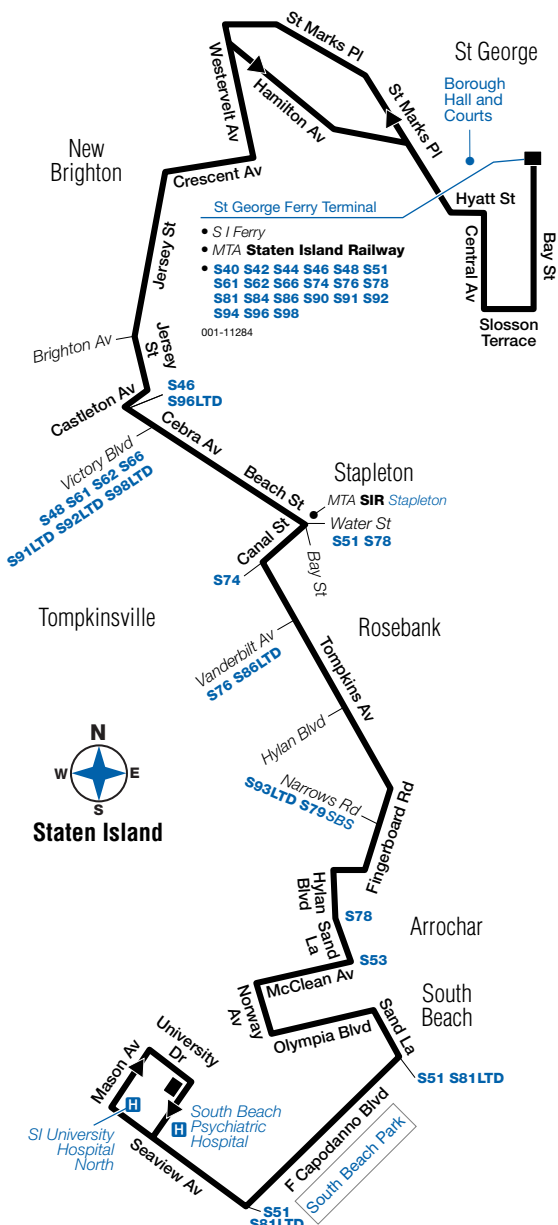 St Marks Pl
St George
Westervelt Av
Hamilton Av
St Marks Pl
Borough
Hall and
Courts
New
Brighton
Crescent Av
Hyatt St
St George Ferry Terminal
• S I Ferry
• MTA Staten Island Railway
• S40 S42 S44 S46 S48 S51
S61 S62 S66 S74 S76 S78
S81 S84 S86 S90 S91 S92
S94 S96 S98
001-11284
Central Av
Bay St
Slosson
Terrace
Jersey St
Brighton Av
Jersey
St
Castleton Av
S46
S96LTD
Cebra Av
Victory Blvd
S48 S61 S62 S66
S91LTD S92LTD S98LTD
Beach St
Stapleton
MTA SIR Stapleton
Water St
S51 S78
Canal St
Bay St
S74
Tompkinsville
Rosebank
Vanderbilt Av
S76 S86LTD
Tompkins Av
Hylan Blvd
N
W
E
S
Staten Island
Narrows Rd
S93LTD S79SBS
Fingerboard Rd
Hylan
Blvd
S78
Sand
La
Arrochar
S53
McClean Av
South
Beach
Norway
Av
Olympia Blvd
Sand La
S51 S81LTD
Mason Av
University
Dr
H
SI University
Hospital
North
H
South Beach
Psychiatric
Hospital
Seaview Av
F Capodanno Blvd
South Beach Park
S51
S81LTD